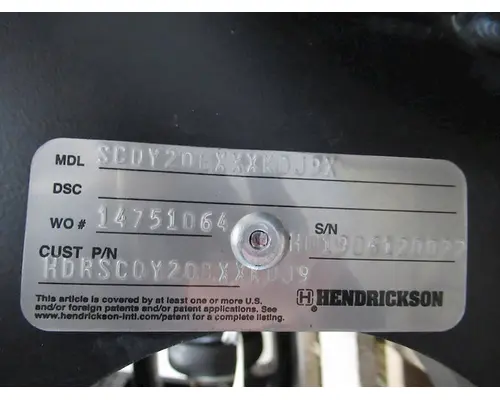 MDL SCDY20EXXXKDJ9X
DSC
WO # 14751064
S/N
CUST P/N
HENDRICKSON
This article is covered by at least one or more U.S.
and/or foreign patents and/or patent applications. See
www.hendrickson-intl.com/patent for a complete listing.